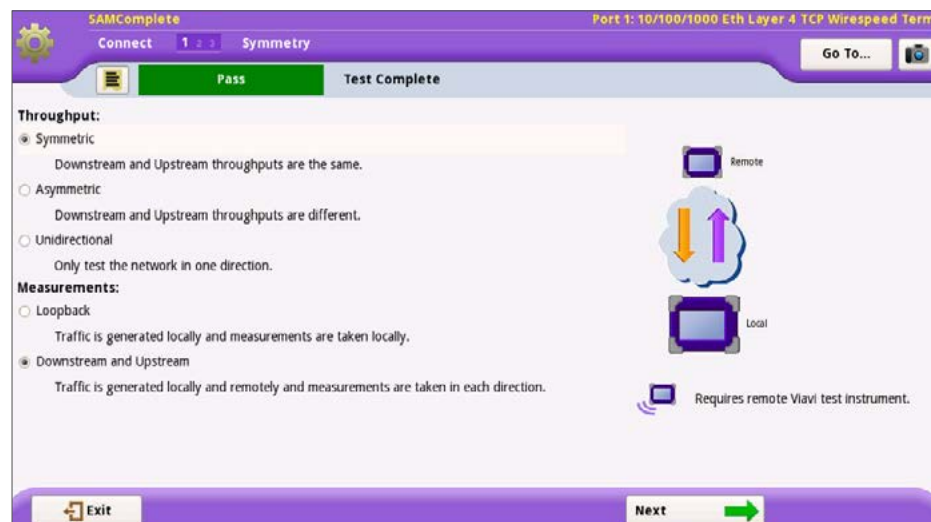 SAMComplete
Port 1: 10/100/1000 Eth Layer 4 TCP Wirespeed Term
Connect 1 2 3 Symmetry
Go To...
Pass
Test Complete
Throughput:
Symmetric
Downstream and Upstream throughputs are the same.
Asymmetric
Downstream and Upstream throughputs are different.
Unidirectional
Only test the network in one direction.
Measurements:
Loopback
Traffic is generated locally and measurements are taken locally.
Downstream and Upstream
Traffic is generated locally and remotely and measurements are taken in each direction.
Remote
Local
Requires remote Viavi test instrument.
Exit
Next